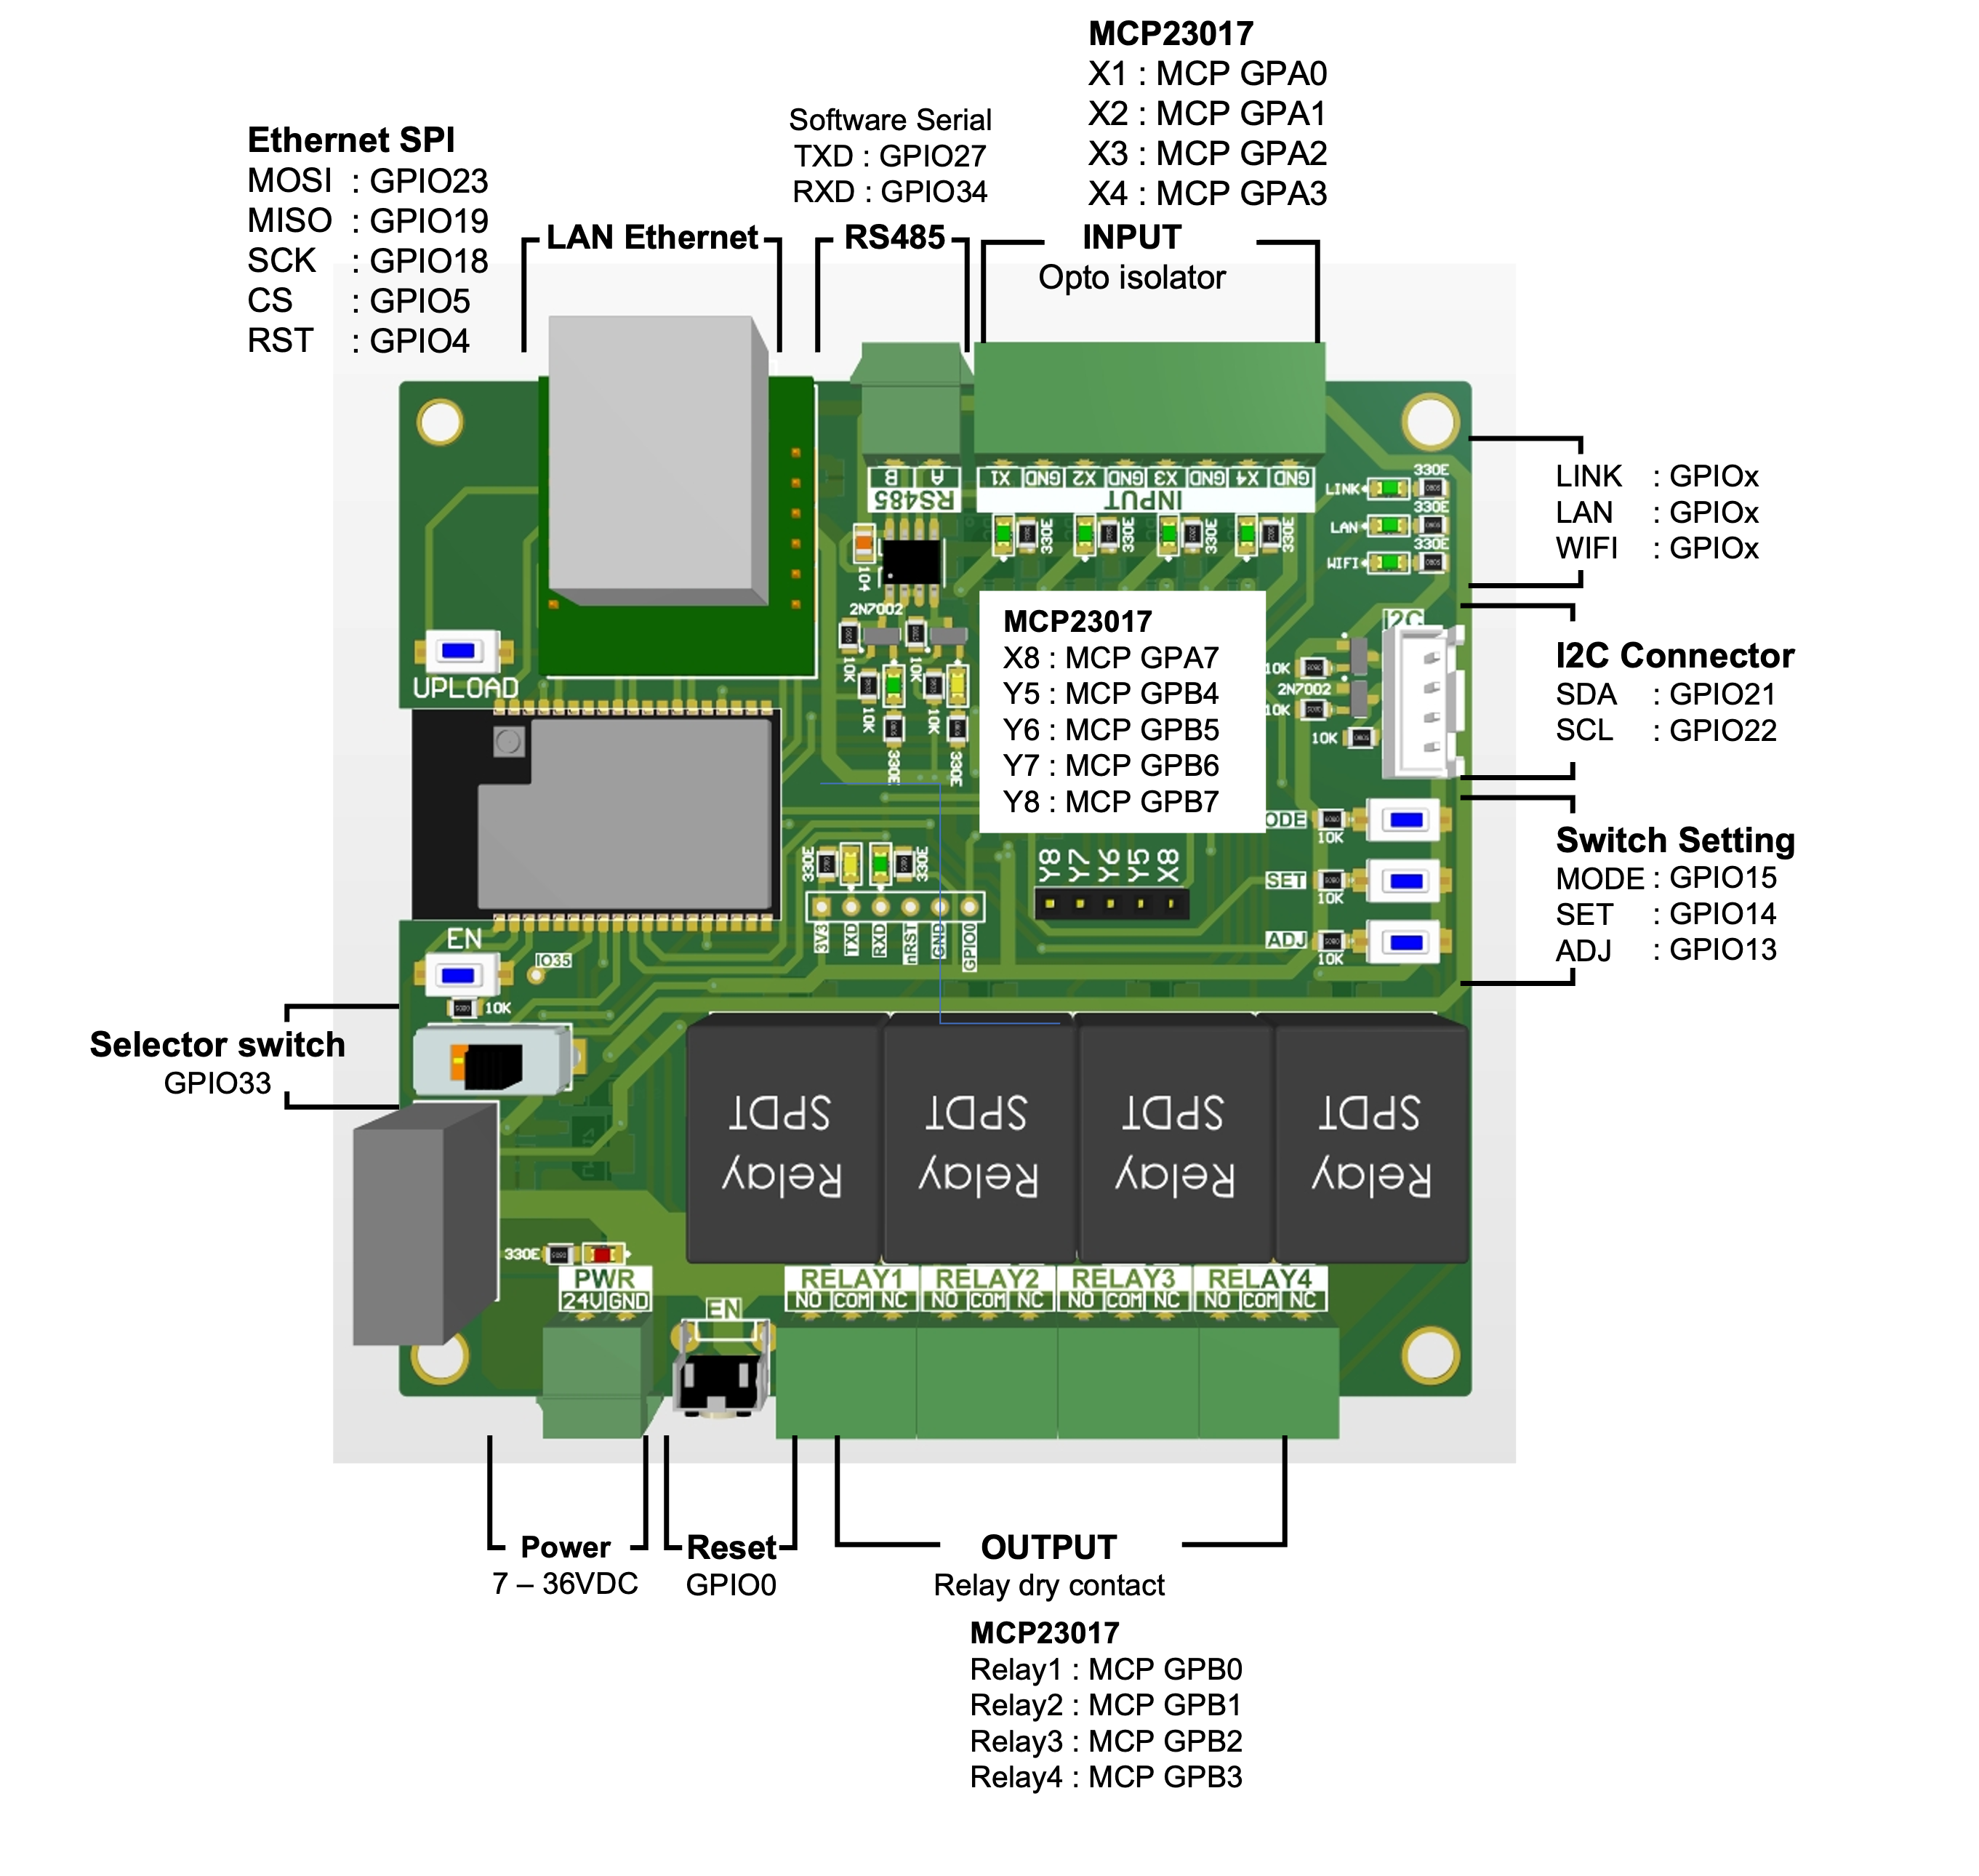 MCP23017
X1 : MCP GPA0
X2 : MCP GPA1
X3 : MCP GPA2
X4 : MCP GPA3
Software Serial
TXD : GPIO27
RXD : GPIO34
Ethernet SPI
MOSI : GPIO23
MISO : GPIO19
SCK : GPIO18
CS : GPIO5
RST : GPIO4
LAN Ethernet
RS485
INPUT
Opto isolator
B A
RS485
X1 GND X2 GND X3 GND X4 GND
INPUT
330E 330E 330E 330E
330E
LINK
330E
LAN
330E
WIFI
LINK : GPIOx
LAN : GPIOx
WIFI : GPIOx
104
2N7002
10K 10K
10K 10K
330E 330E
UPLOAD
MCP23017
X8 : MCP GPA7
Y5 : MCP GPB4
Y6 : MCP GPB5
Y7 : MCP GPB6
Y8 : MCP GPB7
I2C
10K
2N7002
10K
10K
I2C Connector
SDA : GPIO21
SCL : GPIO22
ODE
10K
SET
10K
ADJ
10K
Switch Setting
MODE : GPIO15
SET : GPIO14
ADJ : GPIO13
330E 330E
3V3 TXD RXD nRST GND GPIO0
Y8 Y7 Y6 Y5 X8
EN
IO35
10K
Selector switch
GPIO33
Relay SPDT
Relay SPDT
Relay SPDT
Relay SPDT
330E
PWR
24V GND
EN
RELAY1 RELAY2 RELAY3 RELAY4
NO COM NC NO COM NC NO COM NC NO COM NC
Power
7 – 36VDC
Reset
GPIO0
OUTPUT
Relay dry contact
MCP23017
Relay1 : MCP GPB0
Relay2 : MCP GPB1
Relay3 : MCP GPB2
Relay4 : MCP GPB3